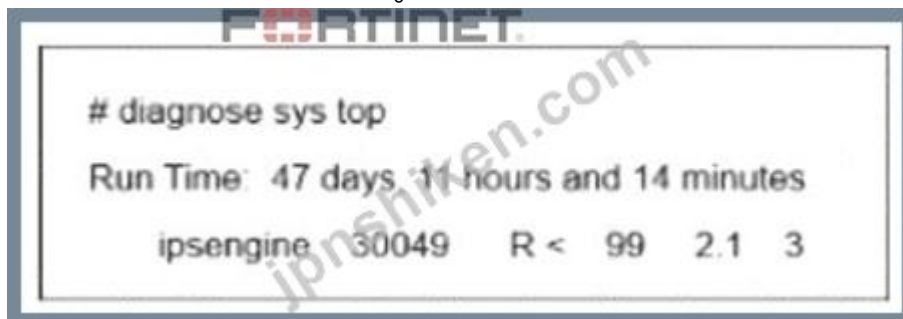 FORTINET
# diagnose sys top
Run Time: 47 days, 11 hours and 14 minutes
ipsengine 30049 R < 99 2.1 3
jpnshiken.com